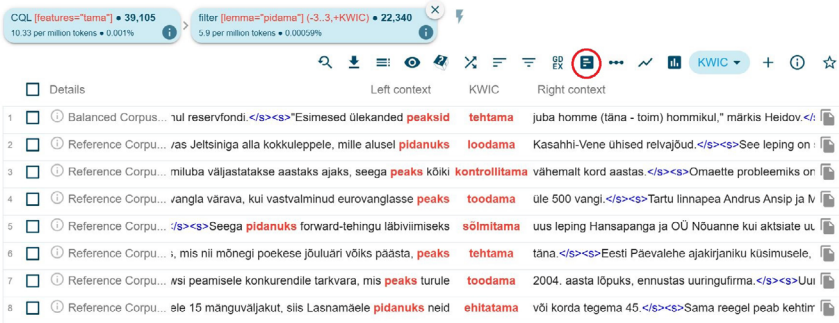 CQL [features="tama"] • 39,105
10.33 per million tokens • 0.001%
filter [lemma="pidama"] (-3..3,+KWIC) • 22,340
5.9 per million tokens • 0.00059%
GD EX KWIC
Details Left context KWIC Right context
1 Balanced Corpus... nul reservfondi.</s><s>"Esimesed ülekanded peaksid tehtama juba homme (täna - toim) hommikul," märkis Heidov.</
2 Reference Corpu... vas Jeltsiniga alla kokkuleppele, mille alusel pidanuks loodama Kasahhi-Vene ühised relvajõud.</s><s>See leping on
3 Reference Corpu... miluba väljastatakse aastaks ajaks, seega peaks kõiki kontrollitama vähemalt kord aastas.</s><s>Omaette probleemiks on
4 Reference Corpu... vangla värava, kui vastvalminud eurovanglasse peaks toodama üle 500 vangi.</s><s>Tartu linnapea Andrus Ansip ja M
5 Reference Corpu... /s><s>Seega pidanuks forward-tehingu läbiviimiseks sõlmitama uus leping Hansapanga ja OÜ Nõuanne kui aktsiate uu
6 Reference Corpu... , mis nii mõnegi poekese jõuluäri võiks päästa, peaks tehtama täna.</s><s>Eesti Päevalehe ajakirjaniku küsimusele,
7 Reference Corpu... wsi peamisele konkurendile tarkvara, mis peaks turule toodama 2004. aasta lõpuks, ennustas uuringufirma.</s><s>Uu
8 Reference Corpu... ele 15 mänguväljakut, siis Lasnamäele pidanuks neid ehitatama või korda tegema 45.</s><s>Sama reegel peab kehtin